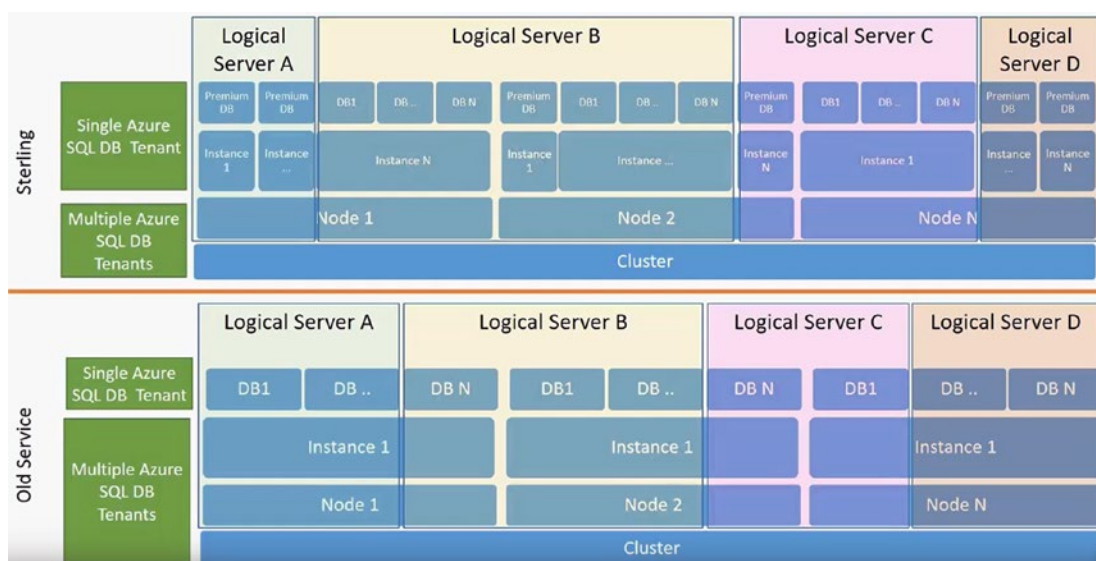 Logical
Server A
Logical Server B
Logical Server C
Logical
Server D
Sterling
Single Azure
SQL DB Tenant
Premium
DB
Premium
DB
DB1
DB ..
DB N
Premium
DB
DB1
DB ..
DB N
Premium
DB
DB1
DB ..
DB N
Premium
DB
Premium
DB
Instance
1
Instance
...
Instance N
Instance
1
Instance ...
Instance
N
Instance 1
Instance
...
Instance
N
Multiple Azure
SQL DB
Tenants
Node 1
Node 2
Node N
Cluster
Old Service
Logical Server A
Logical Server B
Logical Server C
Logical Server D
Single Azure
SQL DB Tenant
DB1
DB ..
DB N
DB1
DB ..
DB N
DB1
DB ..
DB N
Multiple Azure
SQL DB
Tenants
Instance 1
Instance 1
Instance 1
Node 1
Node 2
Node N
Cluster